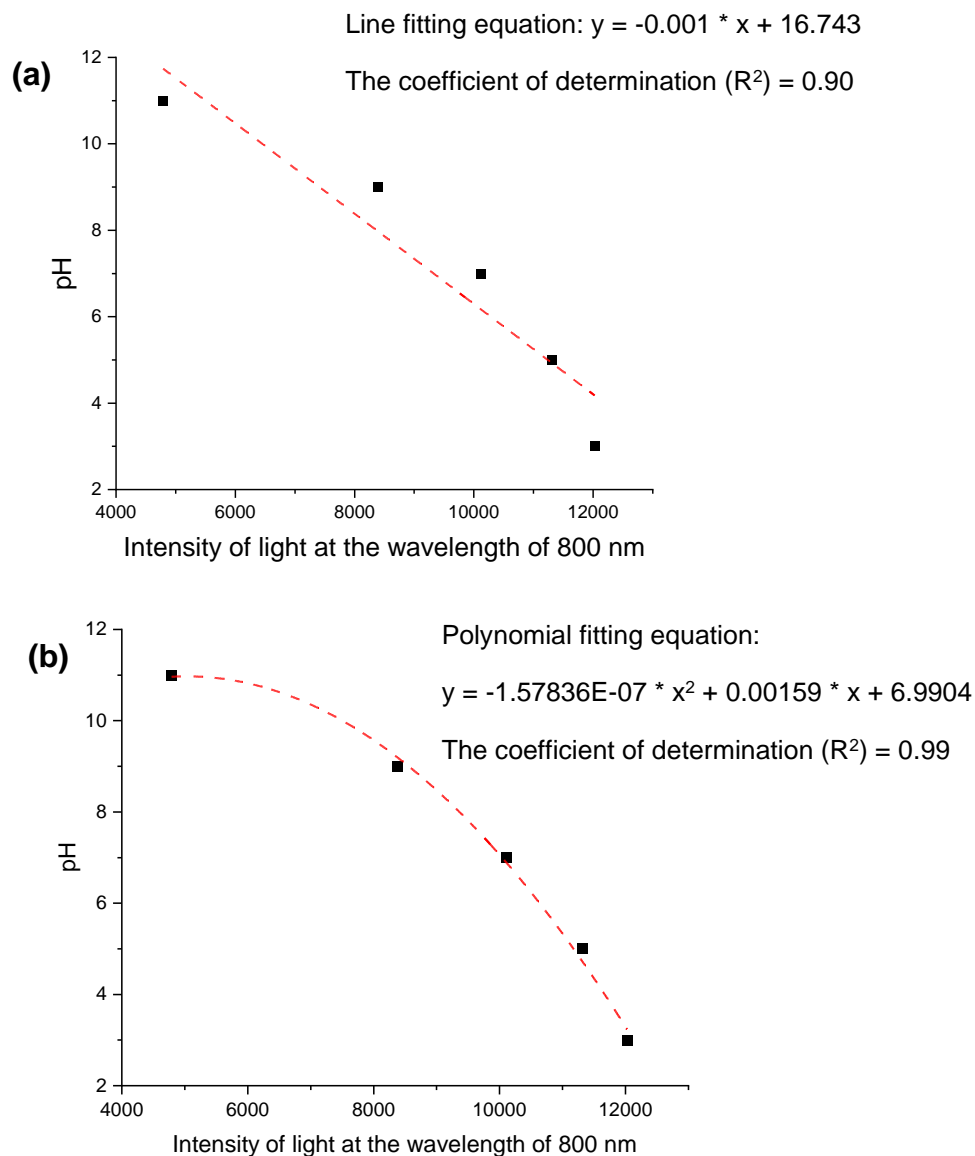 Line fitting equation: y = -0.001 * x + 16.743
(a)
The coefficient of determination (R²) = 0.90
12
10
8
6
4
2
pH
4000 6000 8000 10000 12000
Intensity of light at the wavelength of 800 nm
(b)
Polynomial fitting equation:
y = -1.57836E-07 * x² + 0.00159 * x + 6.9904
The coefficient of determination (R²) = 0.99
12
10
8
6
4
2
pH
4000 6000 8000 10000 12000
Intensity of light at the wavelength of 800 nm